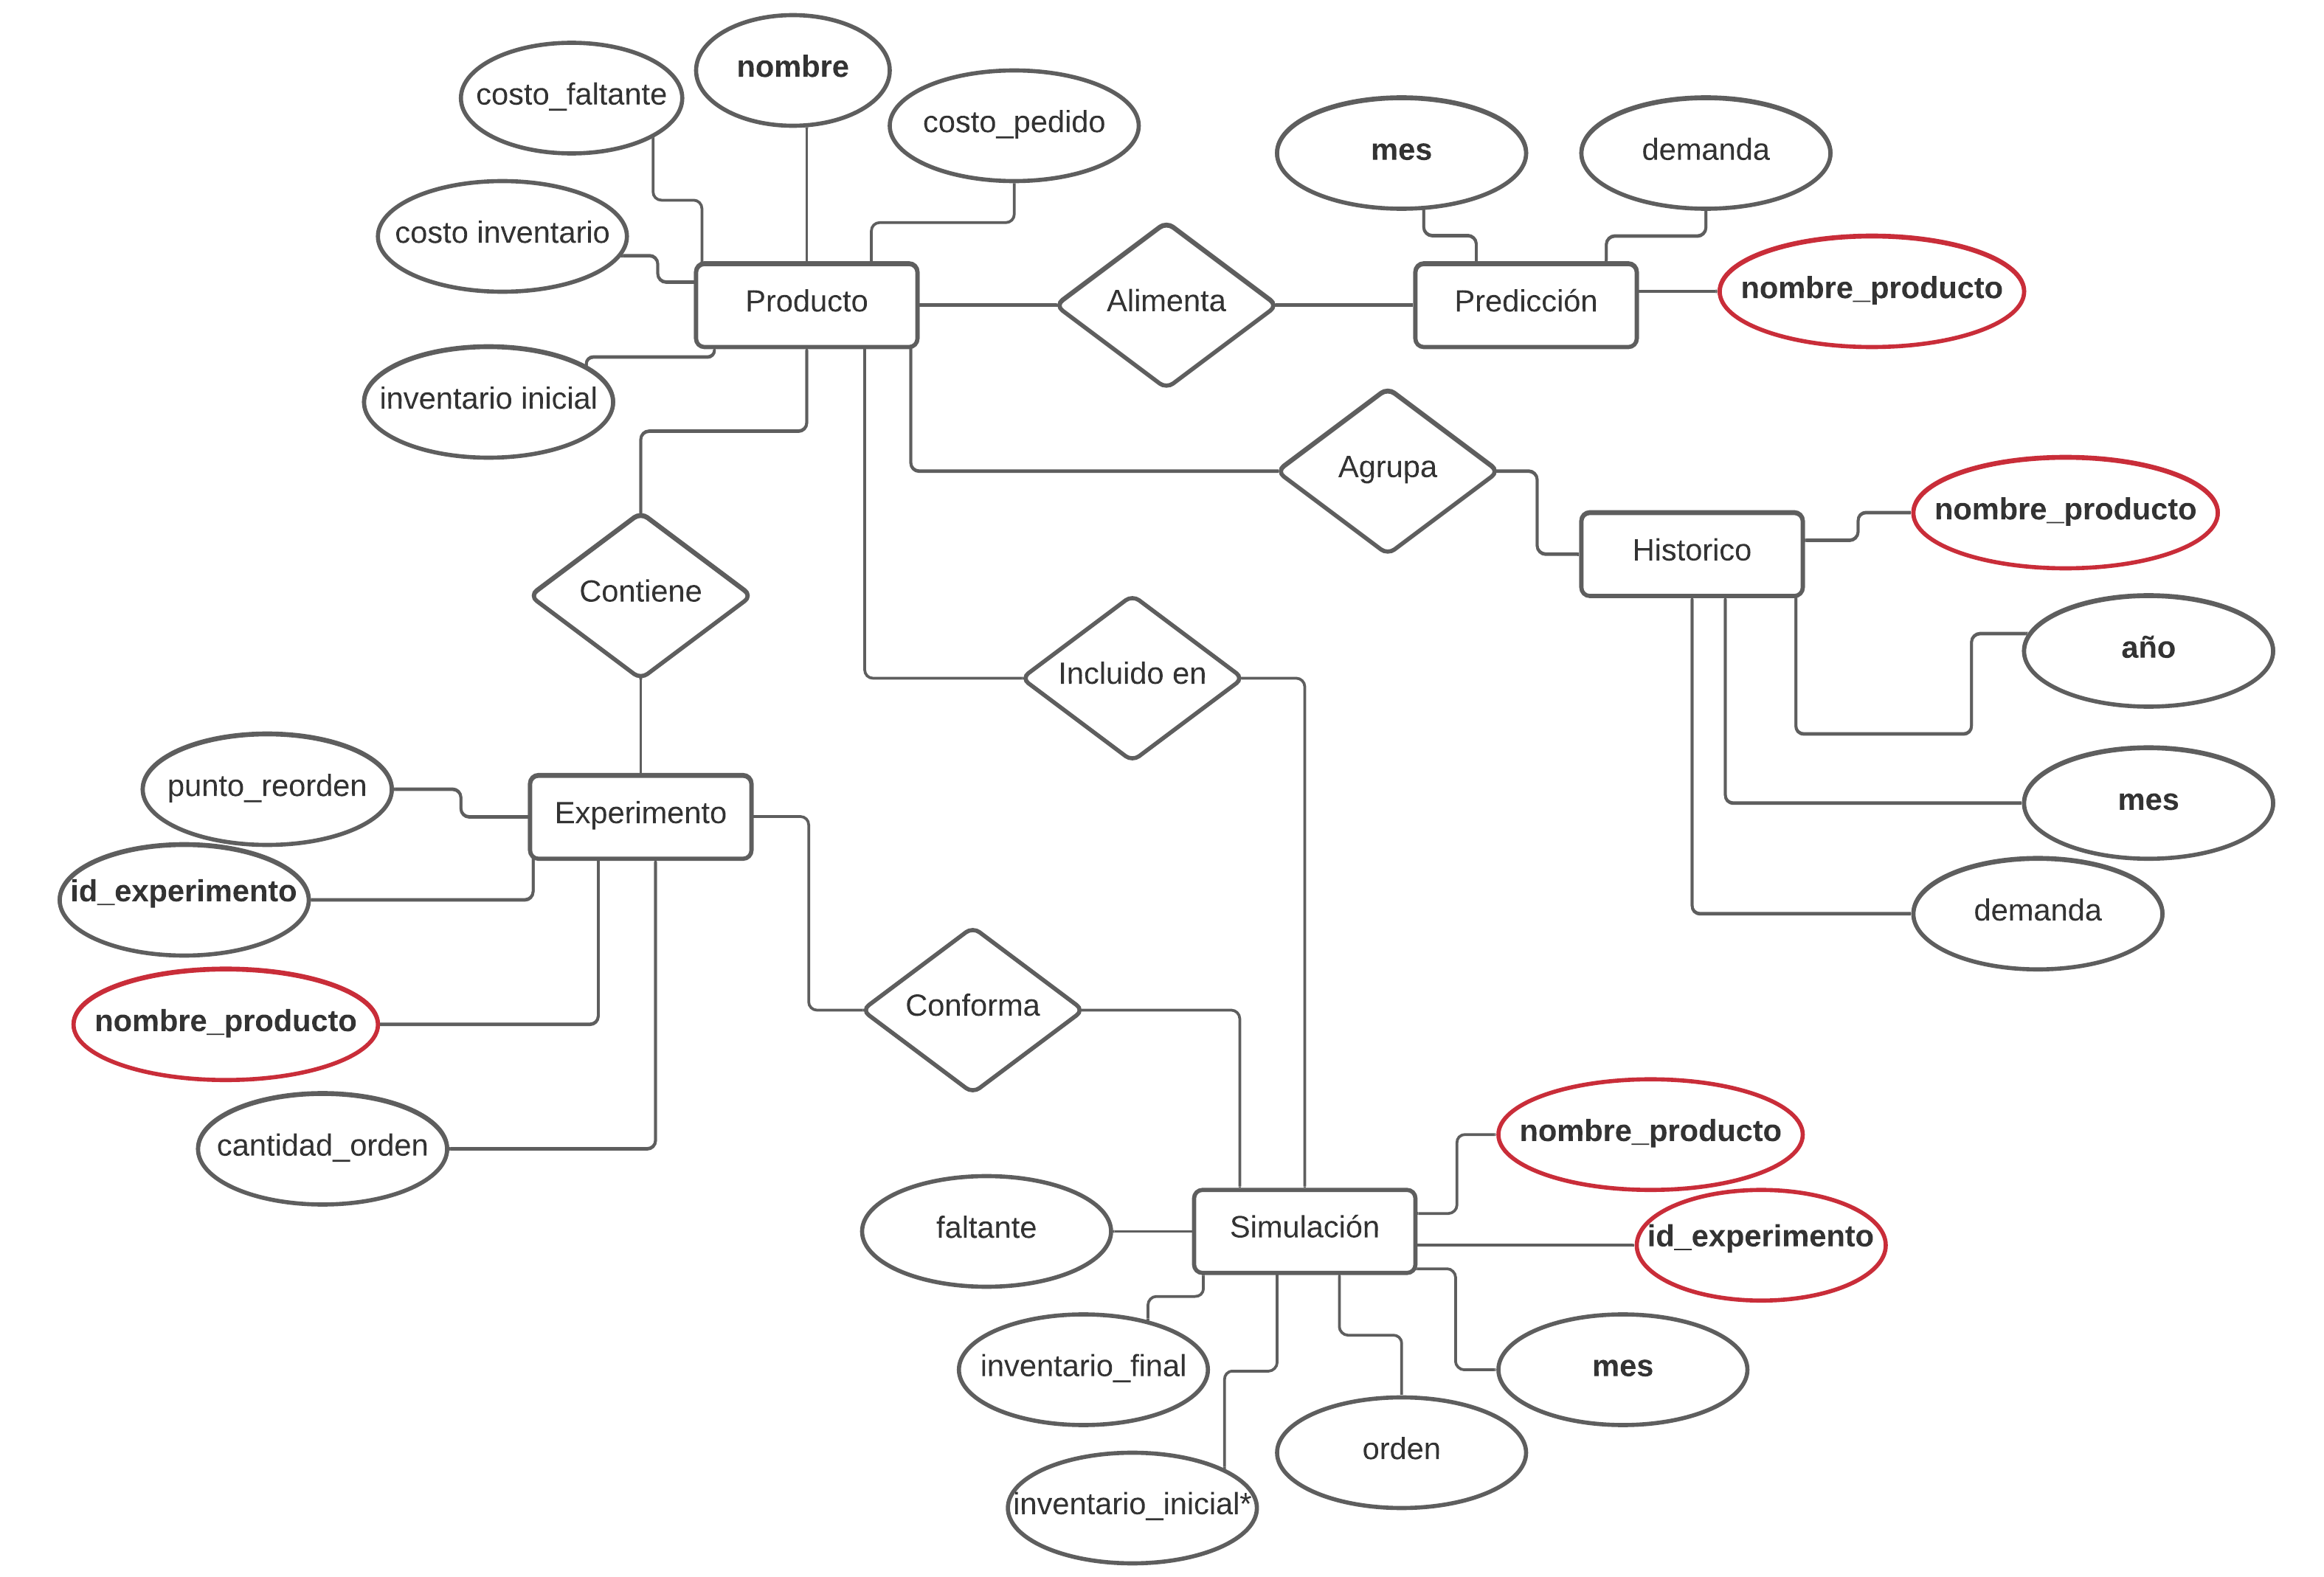 nombre
costo_faltante
costo_pedido
mes
demanda
costo inventario
Producto
Alimenta
Predicción
nombre_producto
inventario inicial
Agrupa
nombre_producto
Historico
Contiene
año
Incluido en
punto_reorden
Experimento
mes
id_experimento
demanda
nombre_producto
Conforma
cantidad_orden
nombre_producto
faltante
Simulación
id_experimento
inventario_final
mes
orden
inventario_inicial*